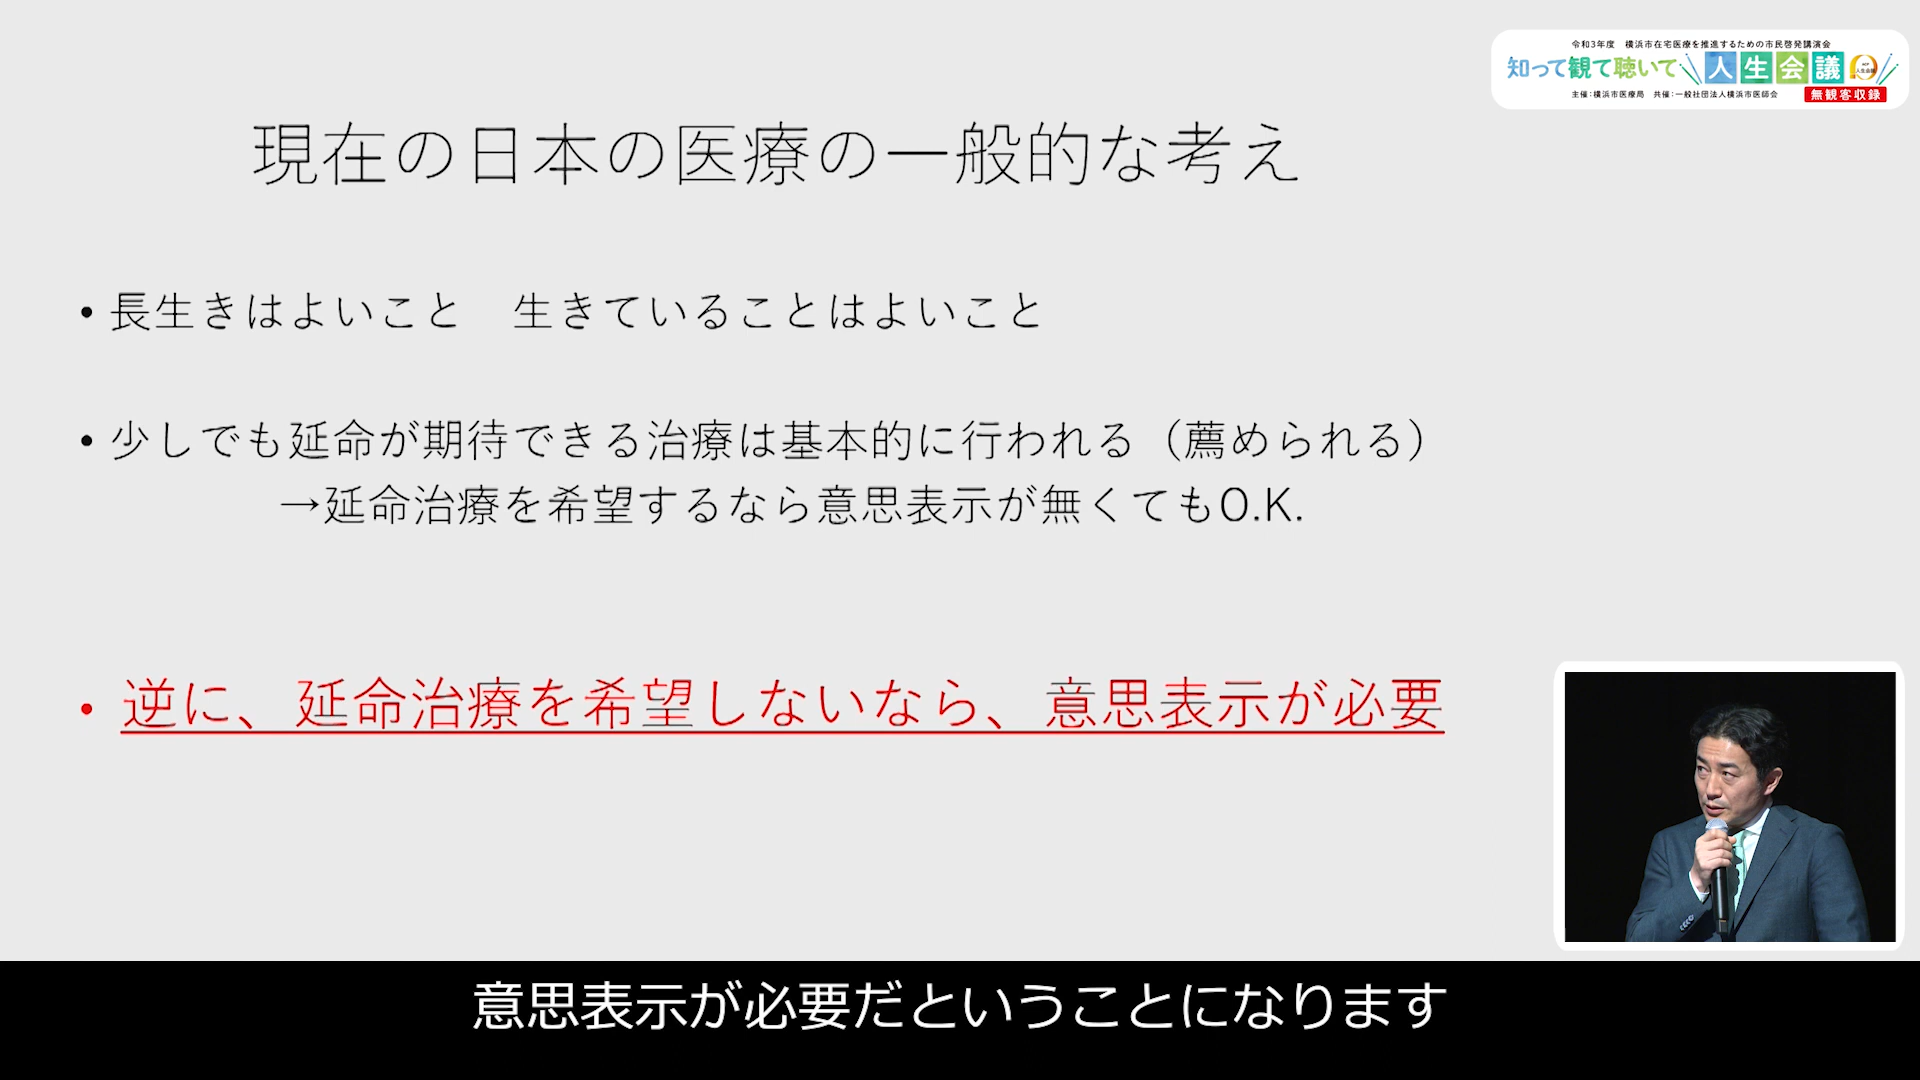 令和3年度 横浜市在宅医療を推進するための市民啓発講演会
知って観て聴いて 人生会議
主催：横浜市医療局 共催：一般社団法人横浜市医師会 無観客収録
現在の日本の医療の一般的な考え
• 長生きはよいこと 生きていることはよいこと
• 少しでも延命が期待できる治療は基本的に行われる（薦められる）
→延命治療を希望するなら意思表示が無くてもO.K.
• 逆に、延命治療を希望しないなら、意思表示が必要
意思表示が必要だということになります